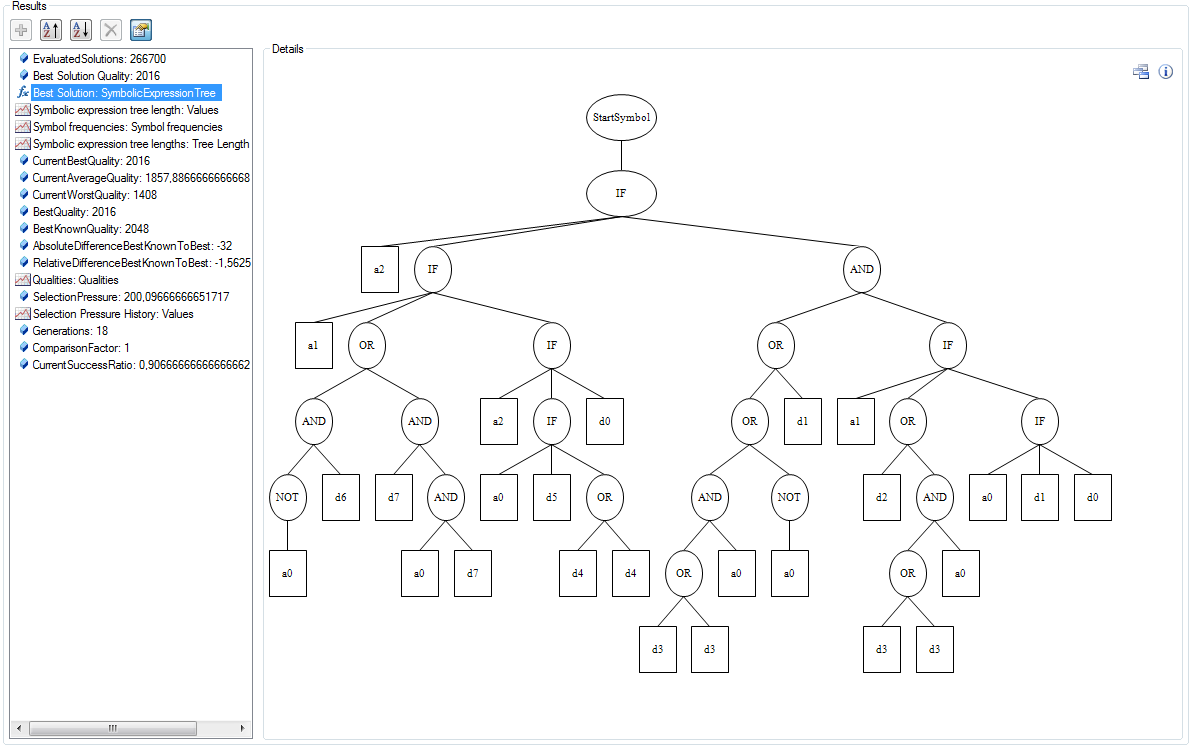 Results
EvaluatedSolutions: 266700
Best Solution Quality: 2016
Best Solution: SymbolicExpressionTree
Symbolic expression tree length: Values
Symbol frequencies: Symbol frequencies
Symbolic expression tree lengths: Tree Length
CurrentBestQuality: 2016
CurrentAverageQuality: 1857,8866666666668
CurrentWorstQuality: 1408
BestQuality: 2016
BestKnownQuality: 2048
AbsoluteDifferenceBestKnownToBest: -32
RelativeDifferenceBestKnownToBest: -1,5625
Qualities: Qualities
SelectionPressure: 200,09666666651717
Selection Pressure History: Values
Generations: 18
ComparisonFactor: 1
CurrentSuccessRatio: 0,90666666666666662
Details
StartSymbol
IF
a2 IF AND
a1 OR IF OR IF
AND AND a2 IF d0 OR d1 a1 OR IF
NOT d6 d7 AND a0 d5 OR AND NOT d2 AND a0 d1 d0
a0 a0 d7 d4 d4 OR a0 a0 OR a0
d3 d3 d3 d3